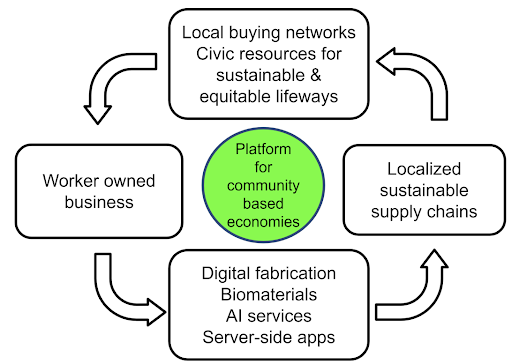 Local buying networks
Civic resources for
sustainable &
equitable lifeways
Worker owned
business
Platform
for
community
based
economies
Localized
sustainable
supply chains
Digital fabrication
Biomaterials
AI services
Server-side apps